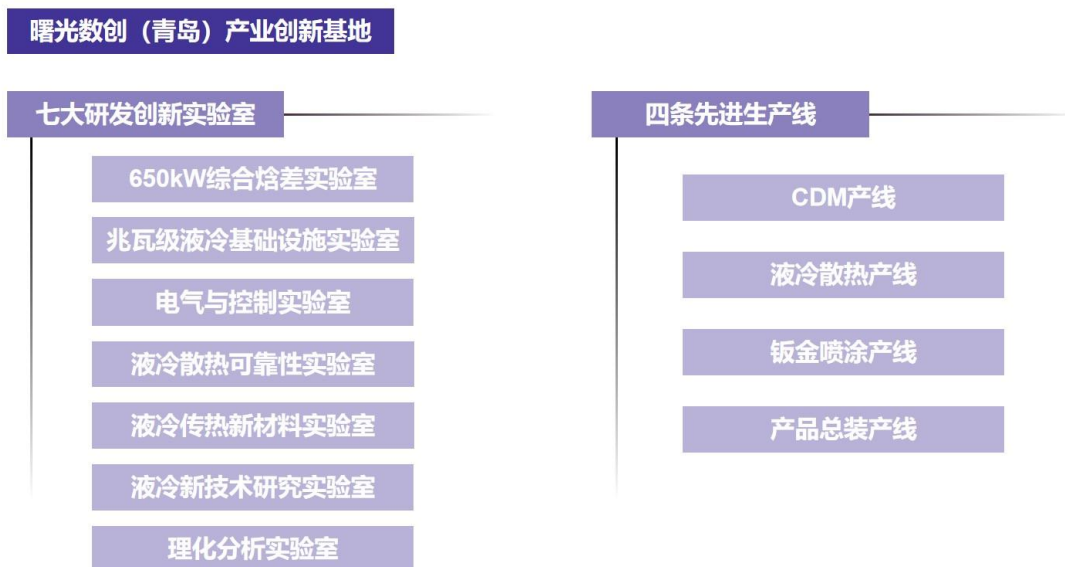 曙光数创（青岛）产业创新基地
七大研发创新实验室
650kW综合焓差实验室
兆瓦级液冷基础设施实验室
电气与控制实验室
液冷散热可靠性实验室
液冷传热新材料实验室
液冷新技术研究实验室
理化分析实验室
四条先进生产线
CDM产线
液冷散热产线
钣金喷涂产线
产品总装产线